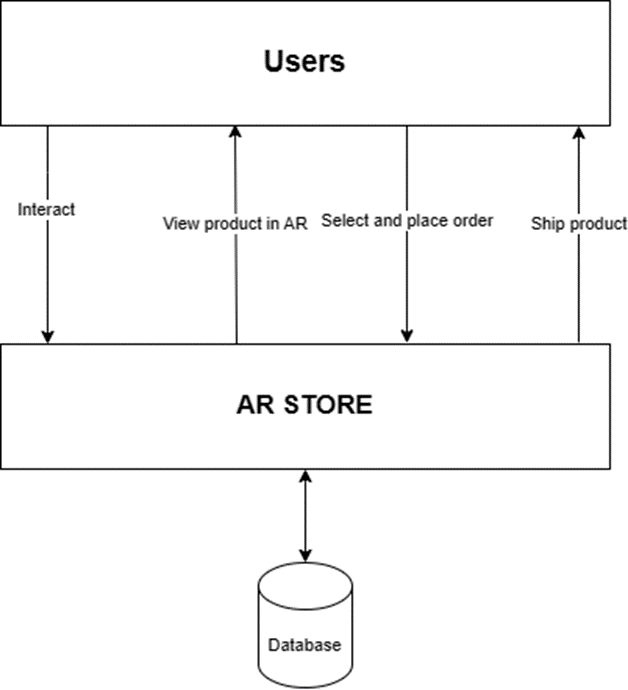 Users
Interact
View product in AR
Select and place order
Ship product
AR STORE
Database